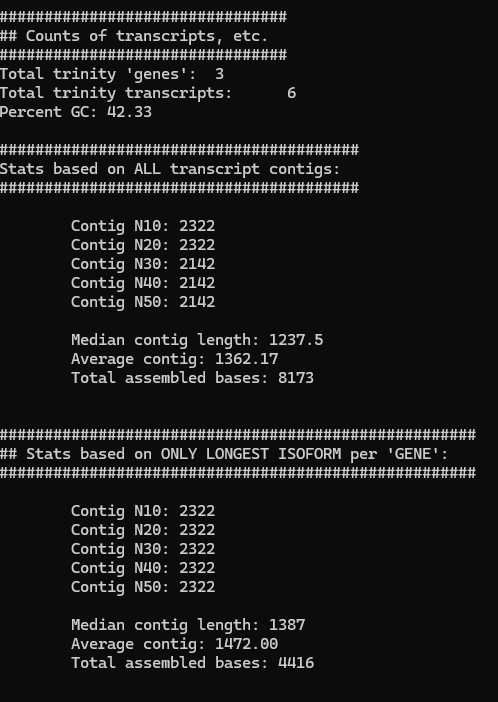 ################################
## Counts of transcripts, etc.
################################
Total trinity 'genes':	3
Total trinity transcripts:	6
Percent GC: 42.33

########################################
Stats based on ALL transcript contigs:
########################################

	Contig N10: 2322
	Contig N20: 2322
	Contig N30: 2142
	Contig N40: 2142
	Contig N50: 2142

	Median contig length: 1237.5
	Average contig: 1362.17
	Total assembled bases: 8173


#####################################################
## Stats based on ONLY LONGEST ISOFORM per 'GENE':
#####################################################

	Contig N10: 2322
	Contig N20: 2322
	Contig N30: 2322
	Contig N40: 2322
	Contig N50: 2322

	Median contig length: 1387
	Average contig: 1472.00
	Total assembled bases: 4416